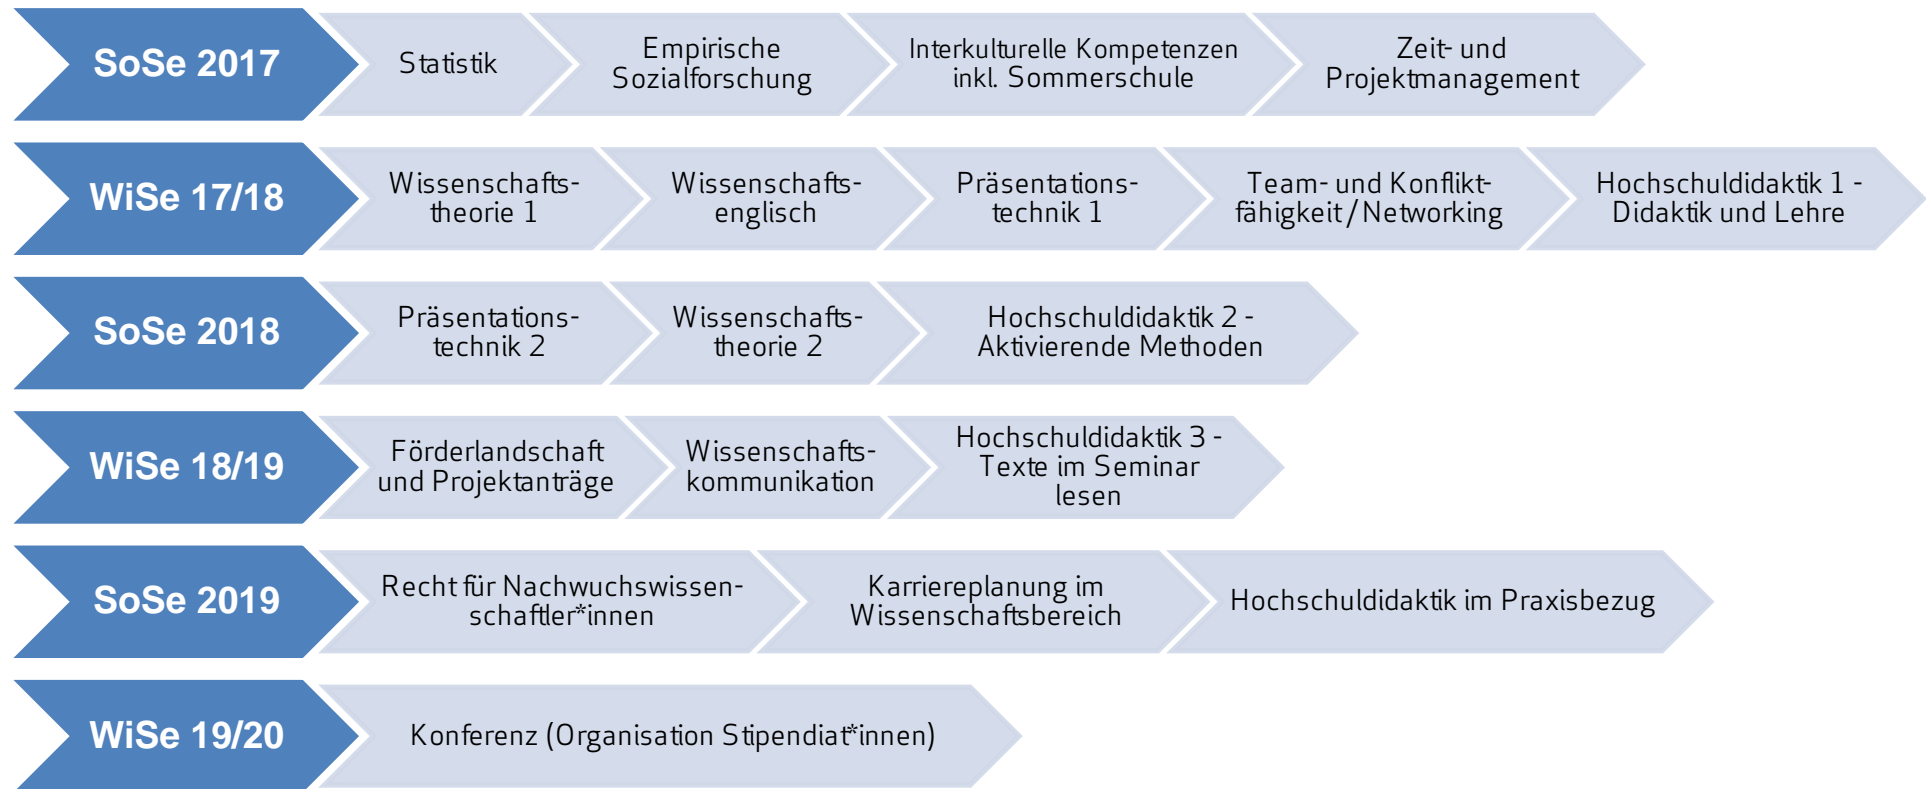 SoSe 2017
Statistik
Empirische
Sozialforschung
Interkulturelle Kompetenzen
inkl. Sommerschule
Zeit- und
Projektmanagement
WiSe 17/18
Wissenschafts-
theorie 1
Wissenschafts-
englisch
Präsentations-
technik 1
Team- und Konflikt-
fähigkeit/Networking
Hochschuldidaktik 1 -
Didaktik und Lehre
SoSe 2018
Präsentations-
technik 2
Wissenschafts-
theorie 2
Hochschuldidaktik 2 -
Aktivierende Methoden
WiSe 18/19
Förderlandschaft
und Projektanträge
Wissenschafts-
kommunikation
Hochschuldidaktik 3 -
Texte im Seminar
lesen
SoSe 2019
Recht für Nachwuchswissen-
schaftler*innen
Karriereplanung im
Wissenschaftsbereich
Hochschuldidaktik im Praxisbezug
WiSe 19/20
Konferenz (Organisation Stipendiat*innen)